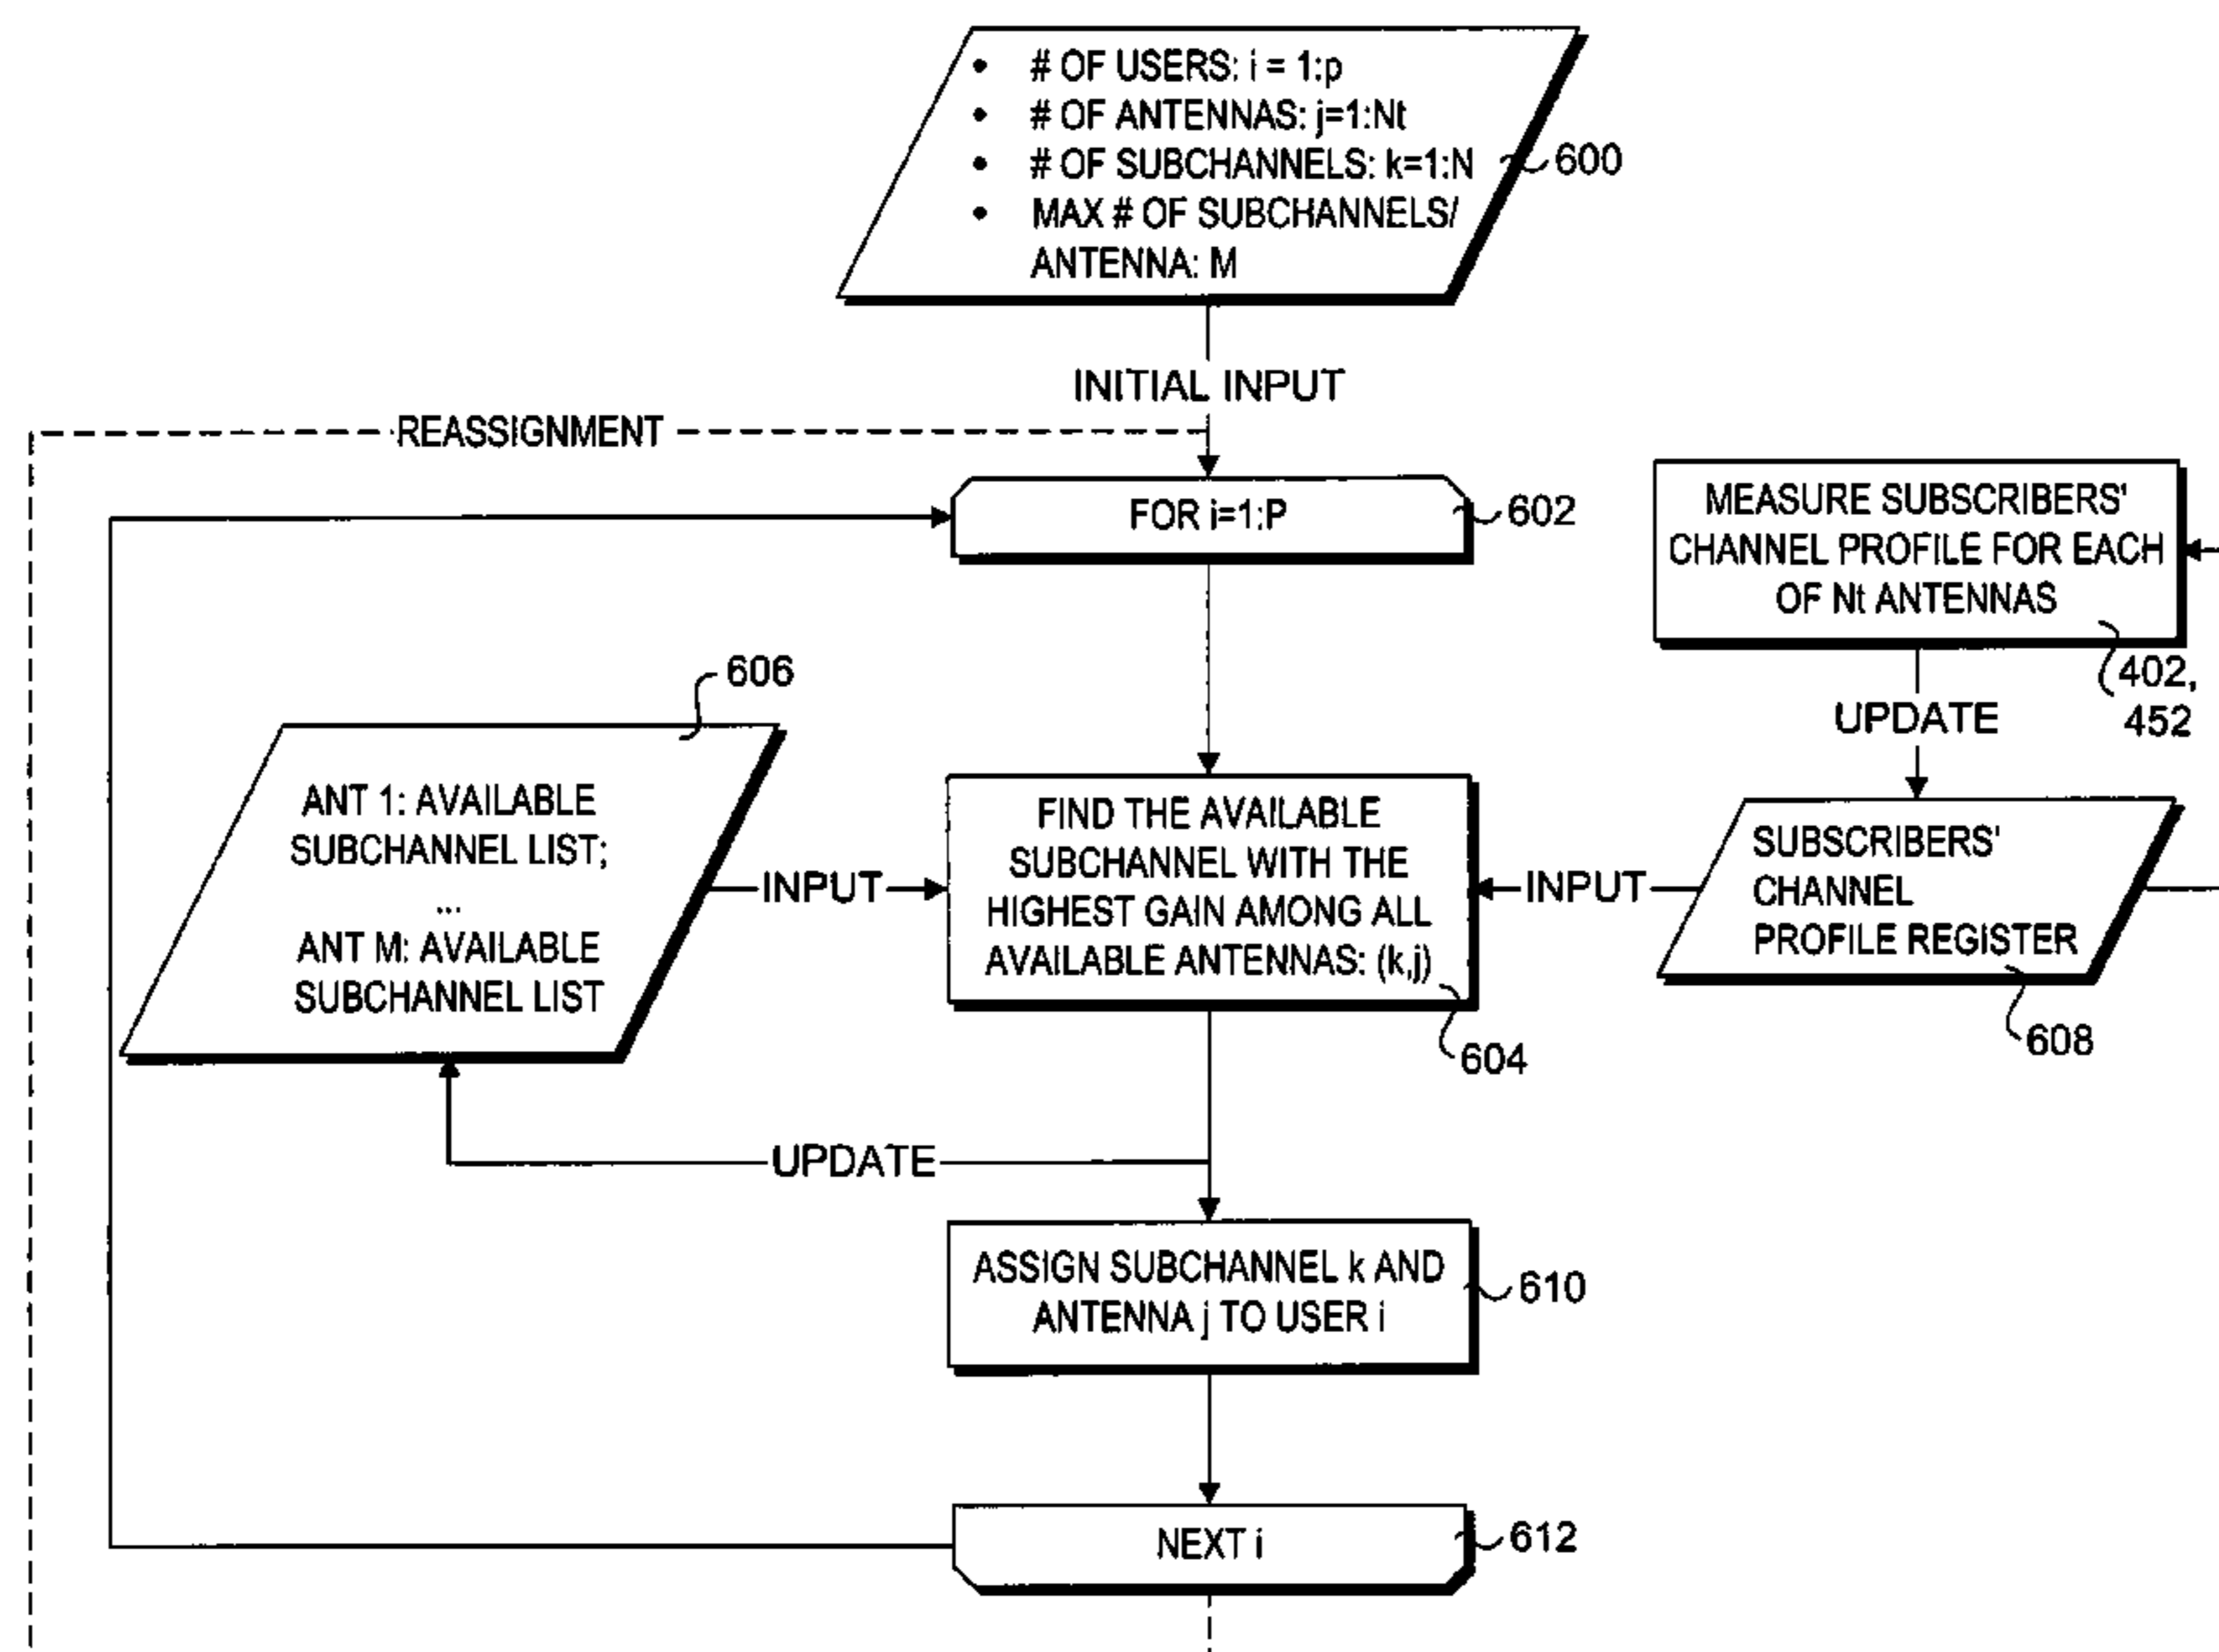 • # OF USERS: i = 1:p
• # OF ANTENNAS: j=1:Nt
• # OF SUBCHANNELS: k=1:N
• MAX # OF SUBCHANNELS/
ANTENNA: M
600
INITIAL INPUT
REASSIGNMENT
FOR i=1:P
602
MEASURE SUBSCRIBERS'
CHANNEL PROFILE FOR EACH
OF Nt ANTENNAS
402,
452
UPDATE
606
ANT 1: AVAILABLE
SUBCHANNEL LIST;
...
ANT M: AVAILABLE
SUBCHANNEL LIST
INPUT
FIND THE AVAILABLE
SUBCHANNEL WITH THE
HIGHEST GAIN AMONG ALL
AVAILABLE ANTENNAS: (k,j)
604
INPUT
SUBSCRIBERS'
CHANNEL
PROFILE REGISTER
608
UPDATE
ASSIGN SUBCHANNEL k AND
ANTENNA j TO USER i
610
NEXT i
612